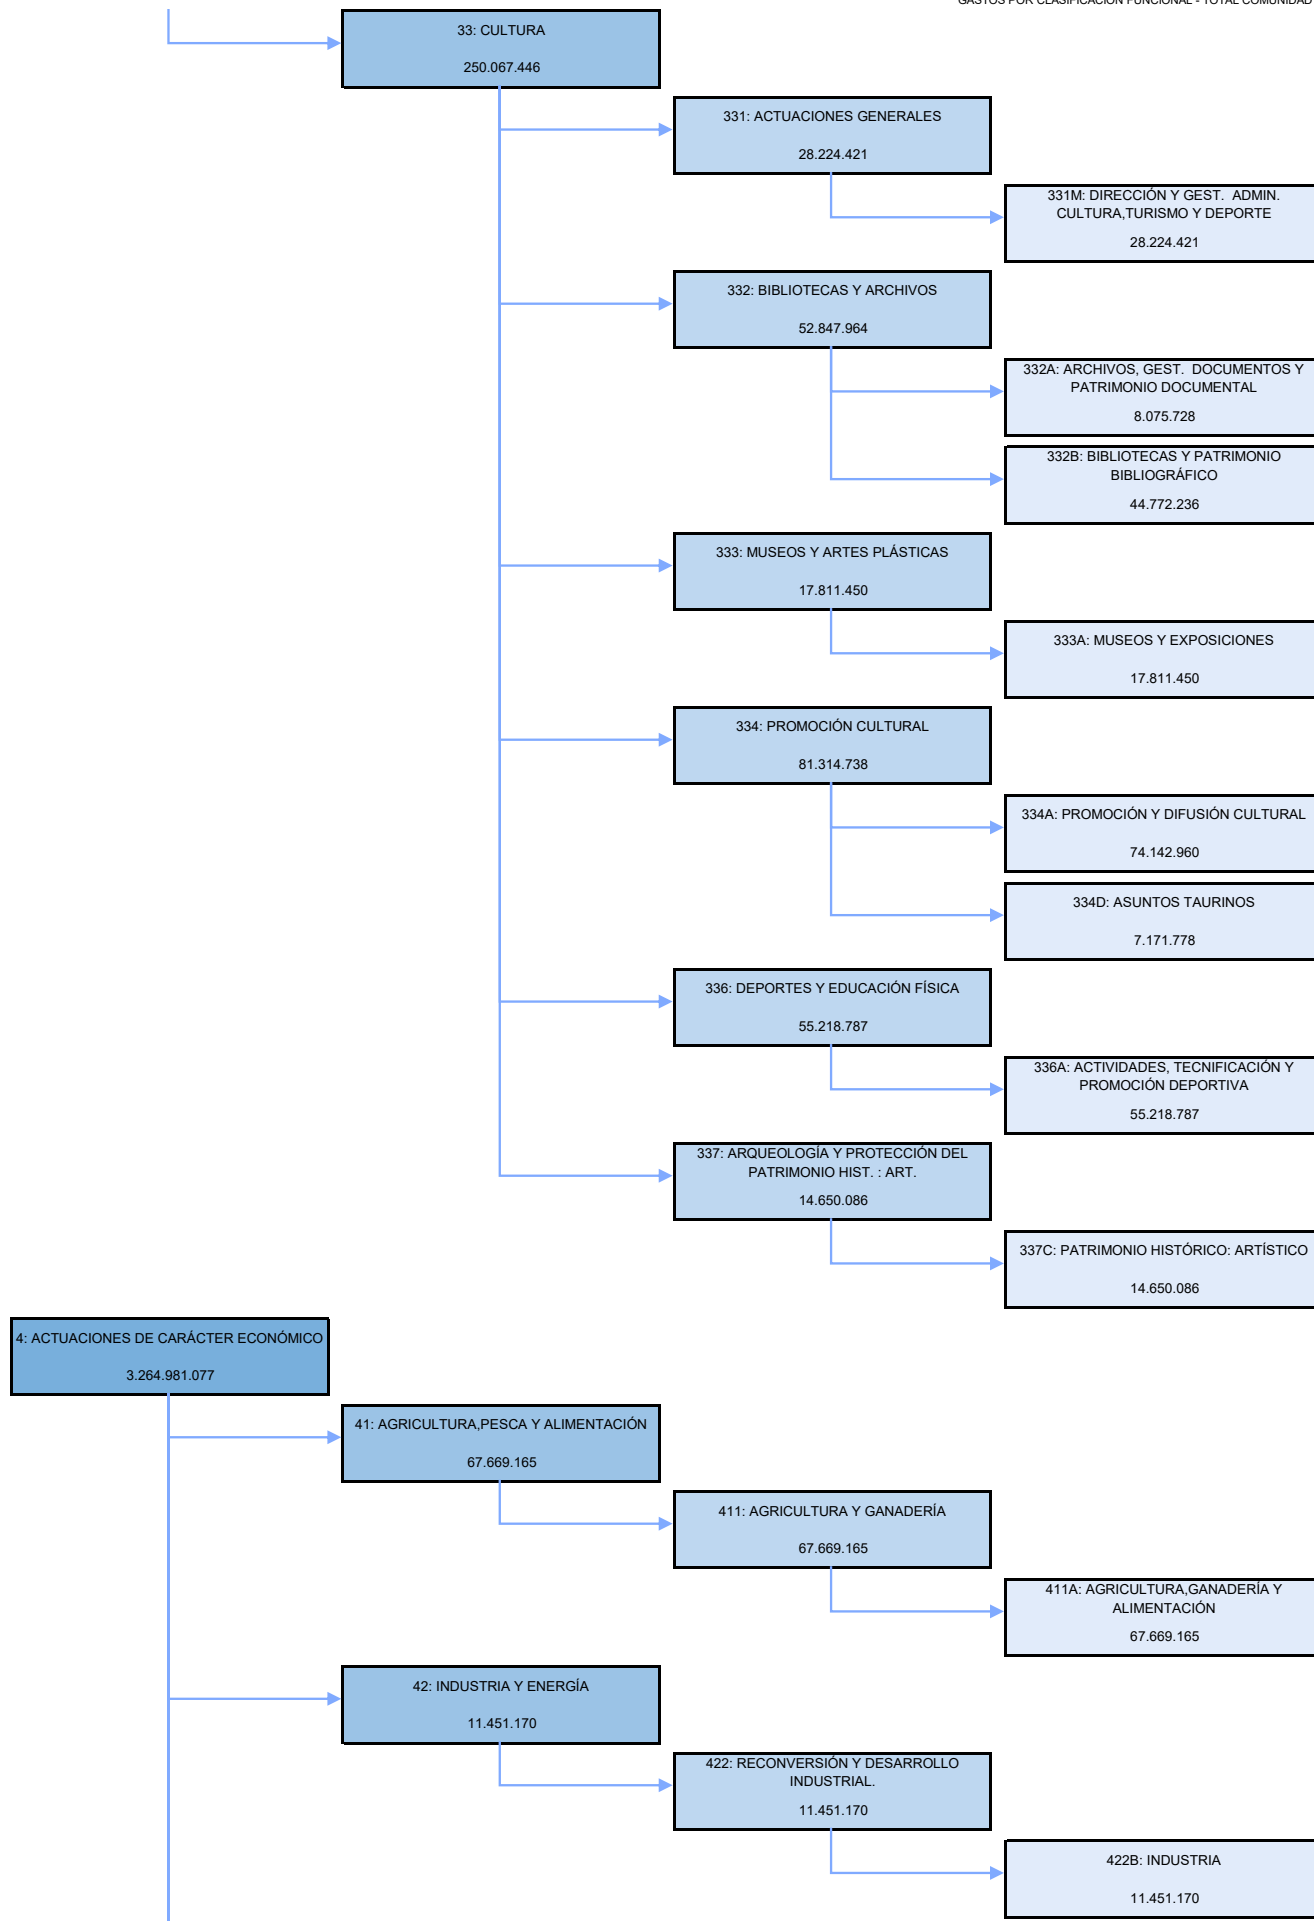 GASTOS POR CLASIFICACIÓN FUNCIONAL - TOTAL COMUNIDAD
33: CULTURA
250.067.446
331: ACTUACIONES GENERALES
28.224.421
331M: DIRECCIÓN Y GEST. ADMIN.
CULTURA,TURISMO Y DEPORTE
28.224.421
332: BIBLIOTECAS Y ARCHIVOS
52.847.964
332A: ARCHIVOS, GEST. DOCUMENTOS Y
PATRIMONIO DOCUMENTAL
8.075.728
332B: BIBLIOTECAS Y PATRIMONIO
BIBLIOGRÁFICO
44.772.236
333: MUSEOS Y ARTES PLÁSTICAS
17.811.450
333A: MUSEOS Y EXPOSICIONES
17.811.450
334: PROMOCIÓN CULTURAL
81.314.738
334A: PROMOCIÓN Y DIFUSIÓN CULTURAL
74.142.960
334D: ASUNTOS TAURINOS
7.171.778
336: DEPORTES Y EDUCACIÓN FÍSICA
55.218.787
336A: ACTIVIDADES, TECNIFICACIÓN Y
PROMOCIÓN DEPORTIVA
55.218.787
337: ARQUEOLOGÍA Y PROTECCIÓN DEL
PATRIMONIO HIST. : ART.
14.650.086
337C: PATRIMONIO HISTÓRICO: ARTÍSTICO
14.650.086
4: ACTUACIONES DE CARÁCTER ECONÓMICO
3.264.981.077
41: AGRICULTURA,PESCA Y ALIMENTACIÓN
67.669.165
411: AGRICULTURA Y GANADERÍA
67.669.165
411A: AGRICULTURA,GANADERÍA Y
ALIMENTACIÓN
67.669.165
42: INDUSTRIA Y ENERGÍA
11.451.170
422: RECONVERSIÓN Y DESARROLLO
INDUSTRIAL.
11.451.170
422B: INDUSTRIA
11.451.170